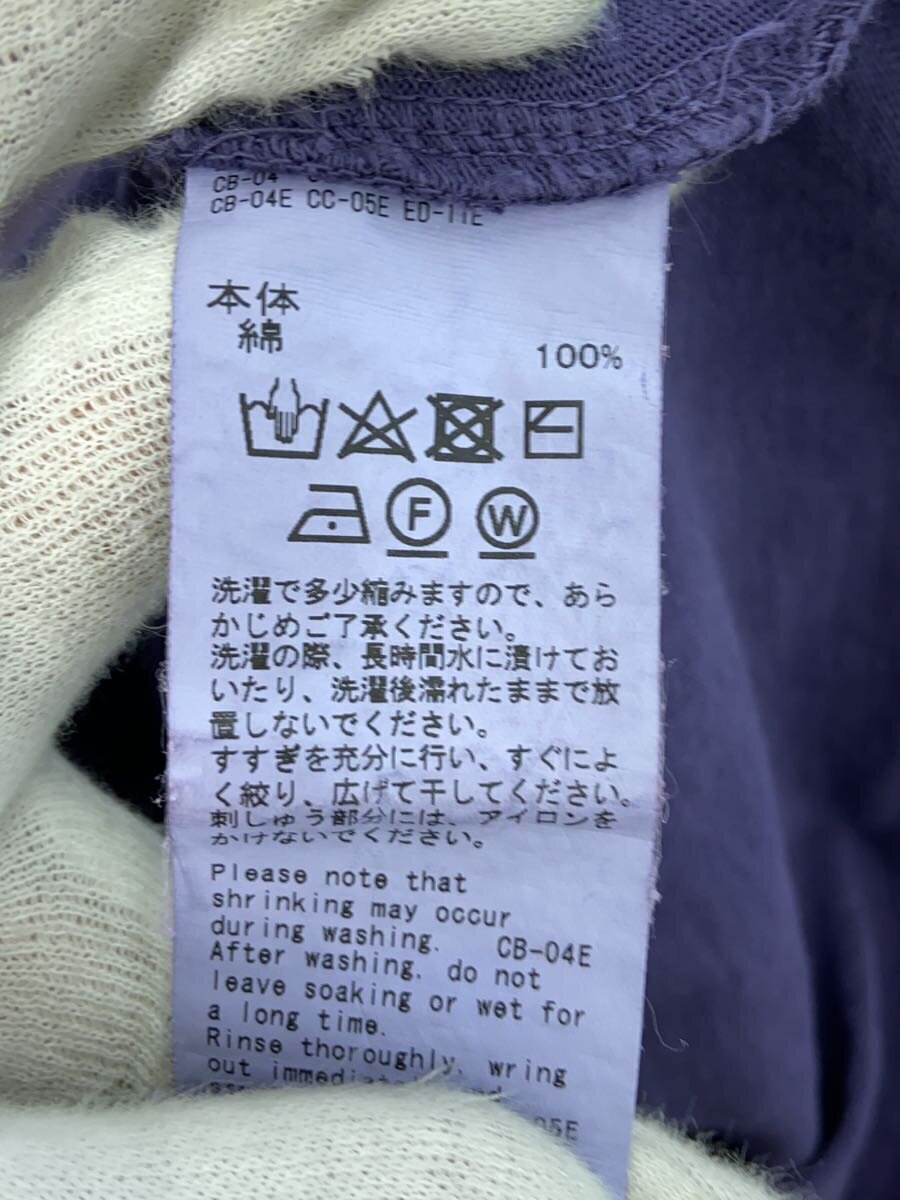 CB-04
CB-04E CC-05E ED-11E
本体
綿
100%
F W
洗濯で多少縮みますので、あら
かじめご了承ください。
洗濯の際、長時間水に漬けてお
いたり、洗濯後濡れたままで放
置しないでください。
すすぎを充分に行い、すぐによ
く絞り、広げて干してください。
刺しゅう部分には、アイロンを
かけないでください。
Please note that
shrinking may occur
during washing. CB-04E
After washing, do not
leave soaking or wet for
a long time.
Rinse thoroughly, wring
out
05E